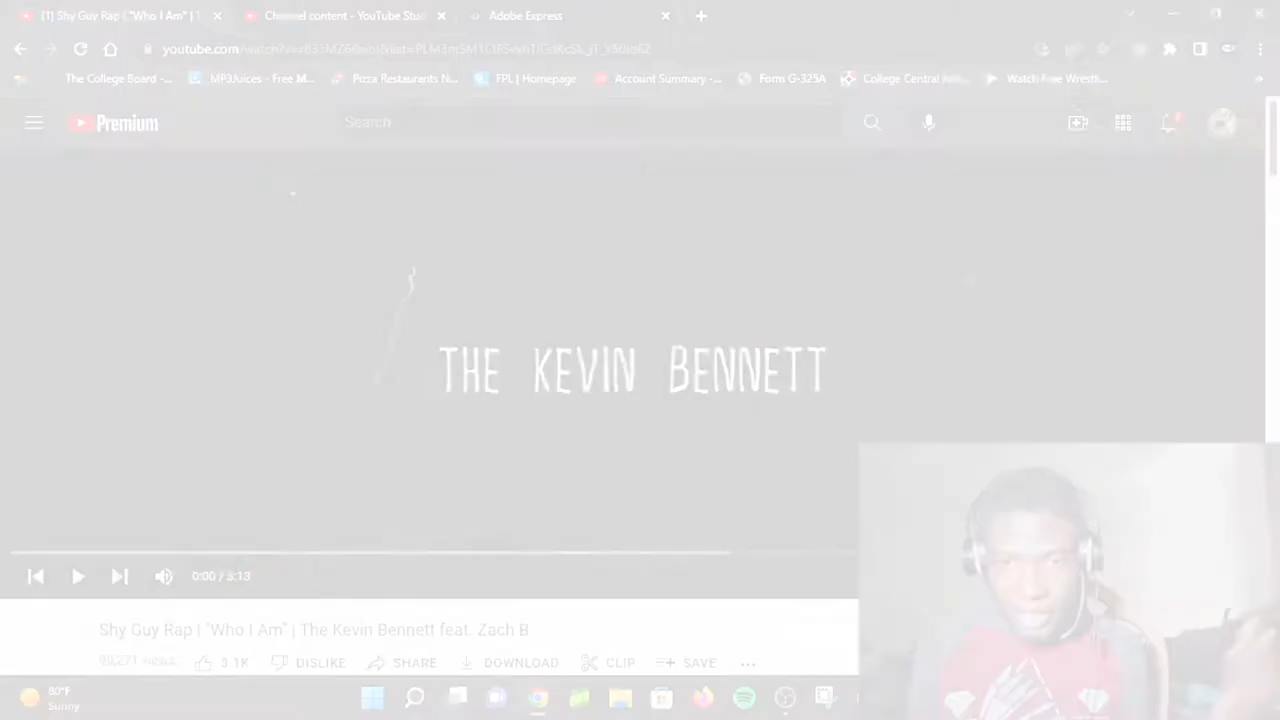 (1) Shy Guy Rap | "Who I Am" | T
Channel content - YouTube Stu
Adobe Express
youtube.com
The College Board -...
MP3Juices - Free M...
Pizza Restaurants N...
FPL | Homepage
Account Summary -...
Form G-325A
College Central
Watch Free Wrestl...
Premium
Search
THE KEVIN BENNETT
0:00 / 3:13
Shy Guy Rap | "Who I Am" | The Kevin Bennett feat. Zach B
3.1K
DISLIKE
SHARE
DOWNLOAD
CLIP
SAVE
...
80°F
Sunny